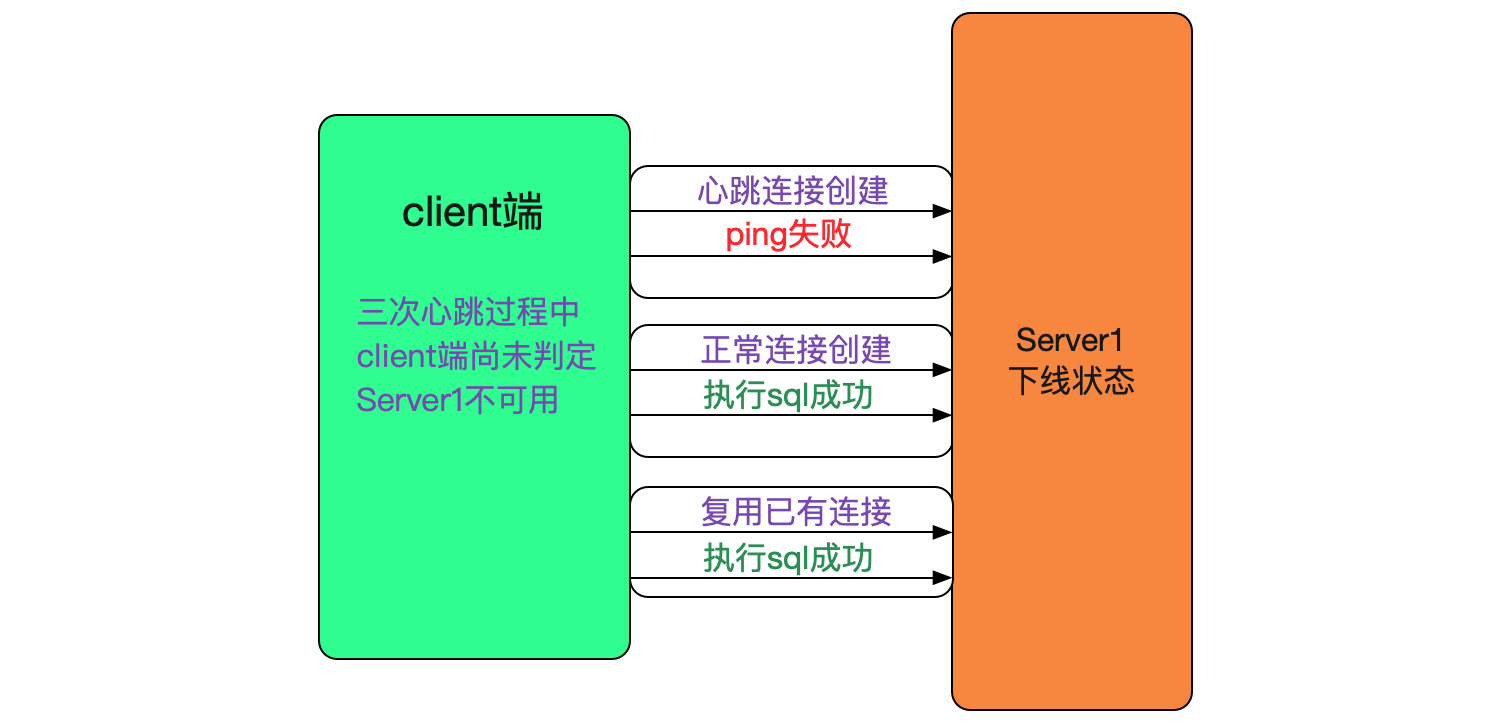 client端
三次心跳过程中
client端尚未判定
Server1不可用
心跳连接创建
ping失败
正常连接创建
执行sql成功
复用已有连接
执行sql成功
Server1
下线状态